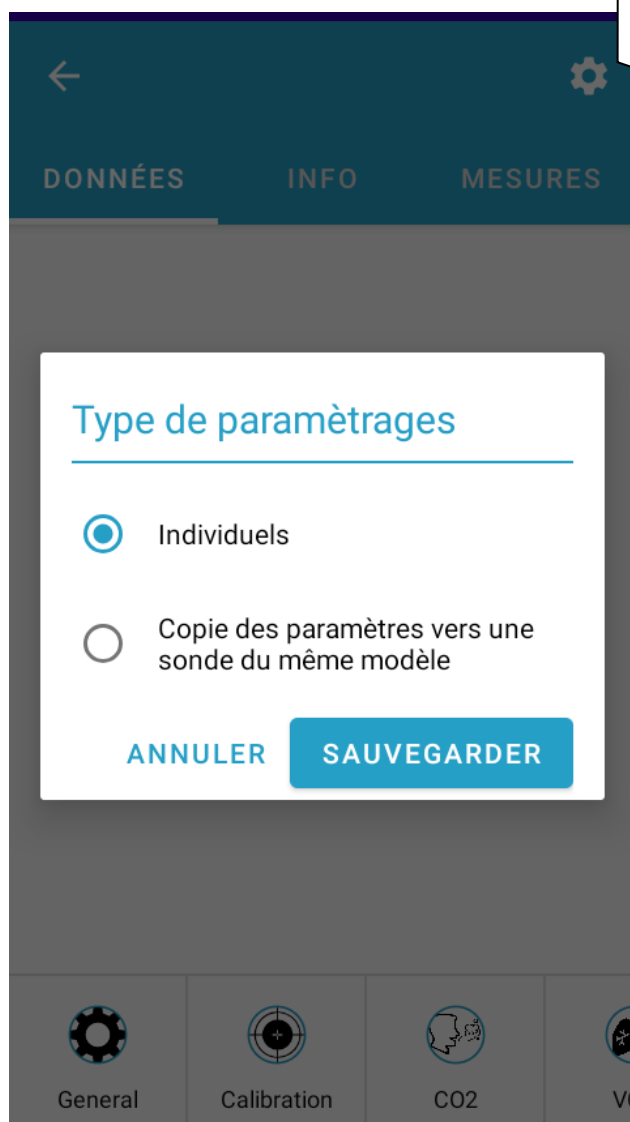 DONNÉES INFO MESURES
Type de paramètrages
Individuels
Copie des paramètres vers une
sonde du même modèle
ANNULER SAUVEGARDER
General Calibration CO2